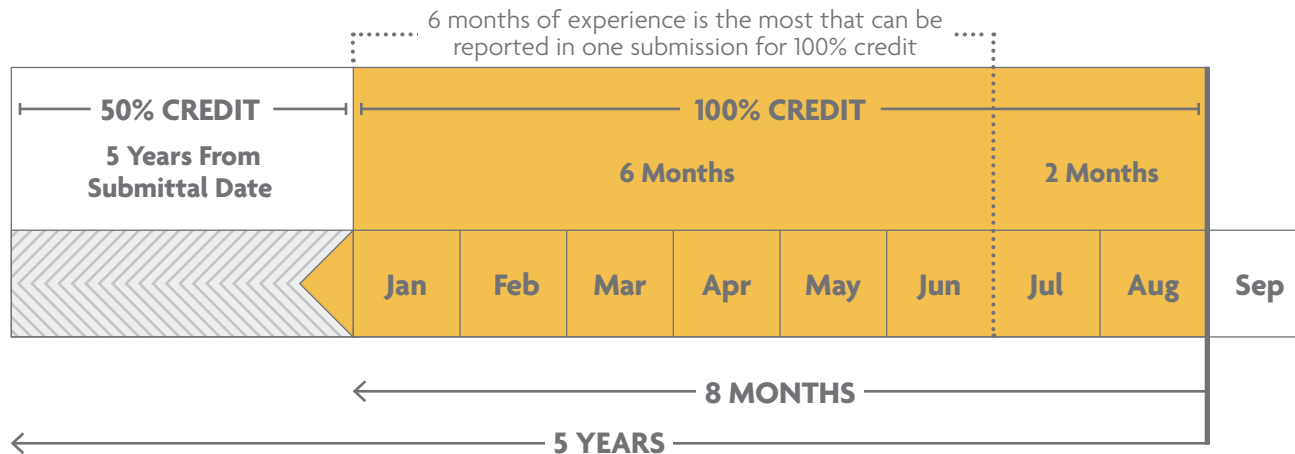 6 months of experience is the most that can be
reported in one submission for 100% credit
50% CREDIT
100% CREDIT
5 Years From
Submittal Date
6 Months
2 Months
Jan
Feb
Mar
Apr
May
Jun
Jul
Aug
Sep
8 MONTHS
5 YEARS